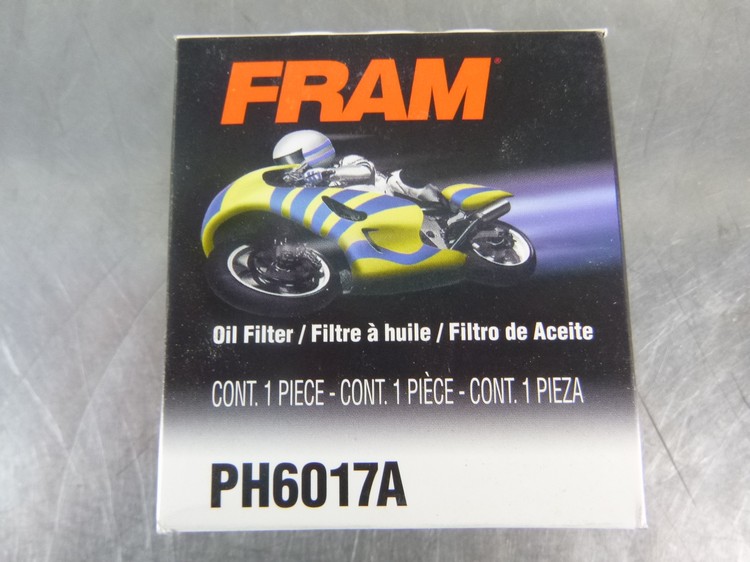 FRAM
Oil Filter / Filtre à huile / Filtro de Aceite
CONT. 1 PIECE - CONT. 1 PIÈCE - CONT. 1 PIEZA
PH6017A